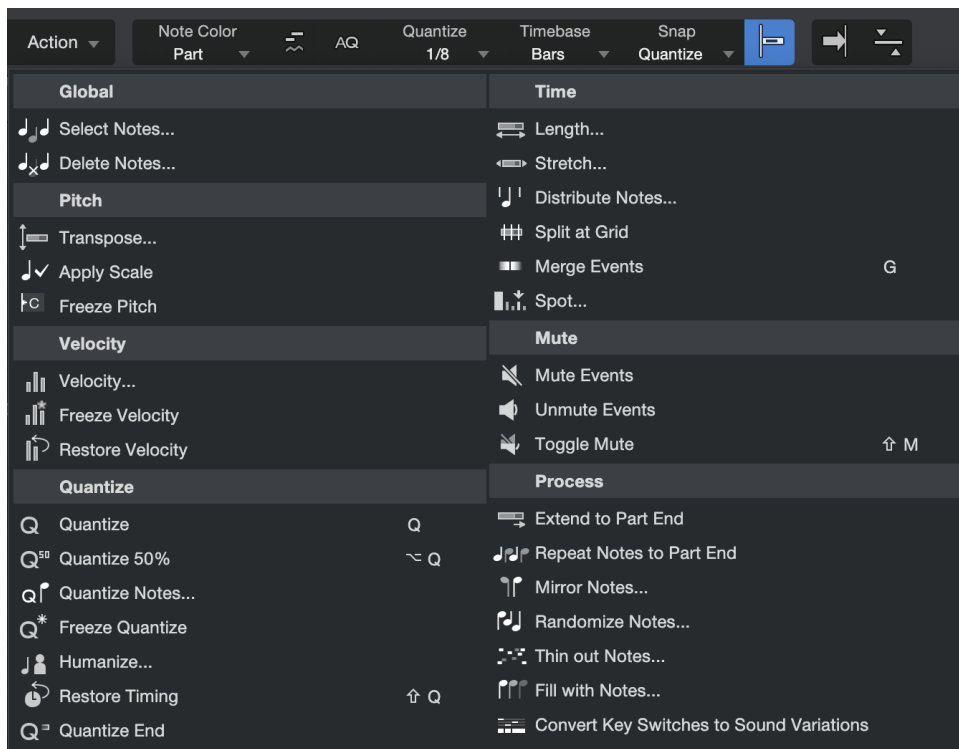 Action
Note Color
Part
AQ
Quantize
1/8
Timebase
Bars
Snap
Quantize
Global
Select Notes...
Delete Notes...
Pitch
Transpose...
Apply Scale
C Freeze Pitch
Velocity
Velocity...
Freeze Velocity
Restore Velocity
Quantize
Q Quantize Q
Q50 Quantize 50% ⌥ Q
Q Quantize Notes...
Q* Freeze Quantize
Humanize...
Restore Timing ⇧ Q
Q Quantize End
Time
Length...
Stretch...
Distribute Notes...
Split at Grid
Merge Events G
Spot...
Mute
Mute Events
Unmute Events
Toggle Mute ⇧ M
Process
Extend to Part End
Repeat Notes to Part End
Mirror Notes...
Randomize Notes...
Thin out Notes...
Fill with Notes...
Convert Key Switches to Sound Variations